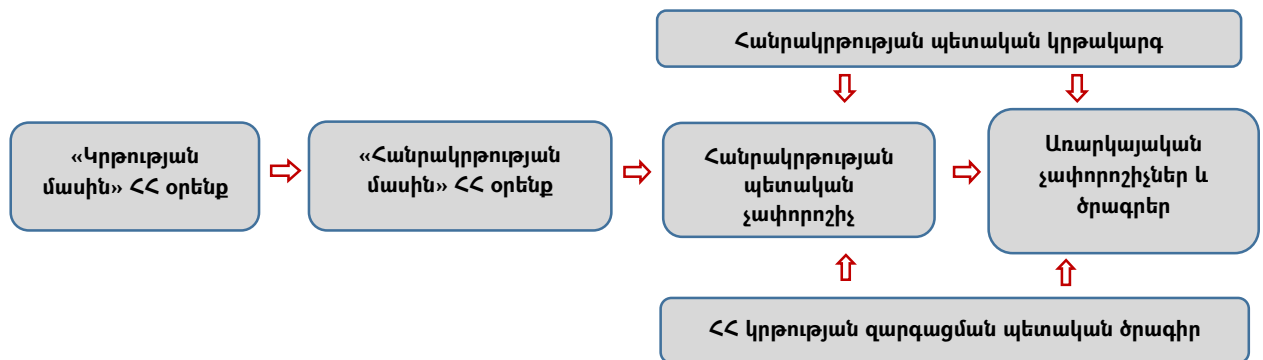 Հանրակրթության պետական կրթակարգ
«Կրթության
մասին» ՀՀ օրենք
«Հանրակրթության
մասին» ՀՀ օրենք
Հանրակրթության
պետական
չափորոշիչ
Առարկայական
չափորոշիչներ և
ծրագրեր
ՀՀ կրթության զարգացման պետական ծրագիր